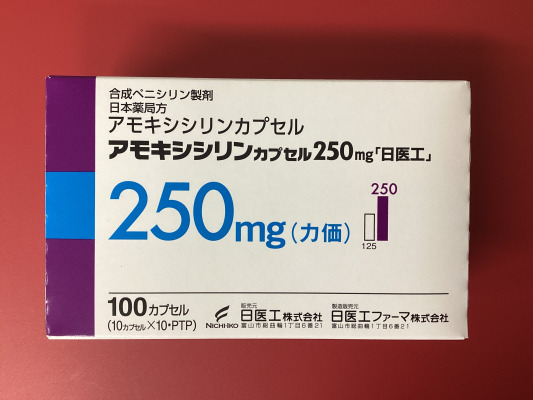 合成ペニシリン製剤
日本薬局方
アモキシシリンカプセル
アモキシシリンカプセル250mg「日医工」
250mg(力価)
250
125
100カプセル
(10カプセル×10・PTP)
NICHI-IKO
販売元
日医工株式会社
富山市総曲輪1丁目6番21
製造販売元
日医工ファーマ株式会社
富山市総曲輪1丁目6番21